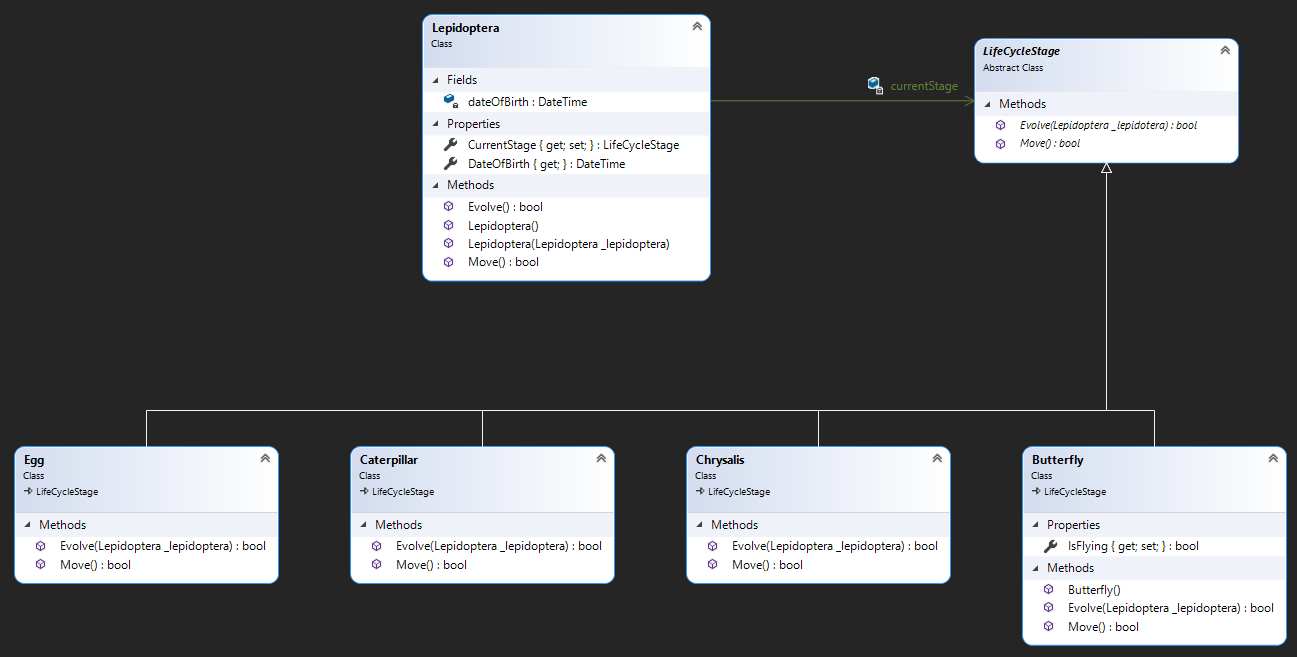 Lepidoptera
Class
Fields
dateOfBirth : DateTime
Properties
CurrentStage { get; set; } : LifeCycleStage
DateOfBirth { get; } : DateTime
Methods
Evolve() : bool
Lepidoptera()
Lepidoptera(Lepidoptera _lepidoptera)
Move() : bool
currentStage
LifeCycleStage
Abstract Class
Methods
Evolve(Lepidoptera _lepidotera) : bool
Move() : bool
Egg
Class
LifeCycleStage
Methods
Evolve(Lepidoptera _lepidoptera) : bool
Move() : bool
Caterpillar
Class
LifeCycleStage
Methods
Evolve(Lepidoptera _lepidoptera) : bool
Move() : bool
Chrysalis
Class
LifeCycleStage
Methods
Evolve(Lepidoptera _lepidoptera) : bool
Move() : bool
Butterfly
Class
LifeCycleStage
Properties
IsFlying { get; set; } : bool
Methods
Butterfly()
Evolve(Lepidoptera _lepidoptera) : bool
Move() : bool